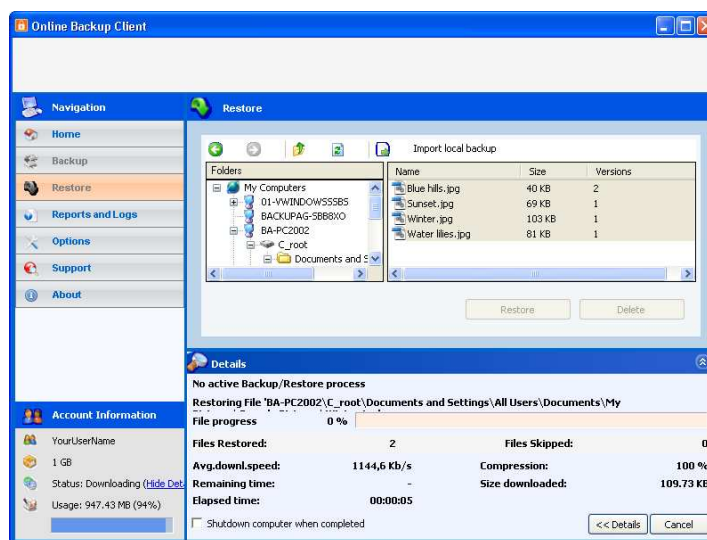 Online Backup Client
Navigation
Restore
Home
Backup
Restore
Reports and Logs
Options
Support
About
Import local backup
Folders
My Computers
01-VWINDOWSSBS
BACKUPAG-SBB8XO
BA-PC2002
C_root
Documents and S
Name Size Versions
Blue hills.jpg 40 KB 2
Sunset.jpg 69 KB 1
Winter.jpg 103 KB 1
Water lilies.jpg 81 KB 1
Restore Delete
Details
No active Backup/Restore process
Restoring File 'BA-PC2002\C_root\Documents and Settings\All Users\Documents\My
File progress 0 %
Files Restored: 2 Files Skipped: 0
Avg.downl.speed: 1144,6 Kb/s Compression: 100 %
Remaining time: - Size downloaded: 109.73 KB
Elapsed time: 00:00:05
Shutdown computer when completed
<< Details Cancel
Account Information
YourUserName
1 GB
Status: Downloading (Hide Deta
Usage: 947.43 MB (94%)